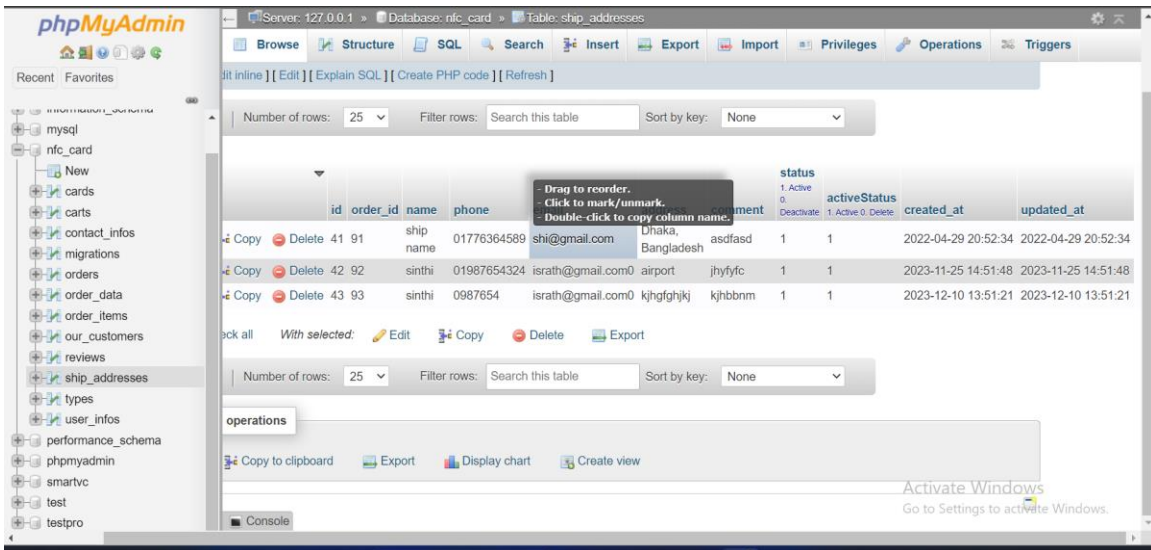 phpMyAdmin
Recent Favorites
information_schema
mysql
nfc_card
New
cards
carts
contact_infos
migrations
orders
order_data
order_items
our_customers
reviews
ship_addresses
types
user_infos
performance_schema
phpmyadmin
smartvc
test
testpro
Server: 127.0.0.1 » Database: nfc_card » Table: ship_addresses
Browse Structure SQL Search Insert Export Import Privileges Operations Triggers
dit inline ] [ Edit ] [ Explain SQL ] [ Create PHP code ] [ Refresh ]
Number of rows: 25 Filter rows: Search this table Sort by key: None
- Drag to reorder.
- Click to mark/unmark.
- Double-click to copy column name.
id order_id name phone address comment status 1. Active 0. Deactivate activeStatus 1. Active 0. Delete created_at updated_at
Copy Delete 41 91 ship name 01776364589 shi@gmail.com Dhaka, Bangladesh asdfasd 1 1 2022-04-29 20:52:34 2022-04-29 20:52:34
Copy Delete 42 92 sinthi 01987654324 israth@gmail.com0 airport jhyfyfc 1 1 2023-11-25 14:51:48 2023-11-25 14:51:48
Copy Delete 43 93 sinthi 0987654 israth@gmail.com0 kjhgfghjkj kjhbbnm 1 1 2023-12-10 13:51:21 2023-12-10 13:51:21
eck all With selected: Edit Copy Delete Export
Number of rows: 25 Filter rows: Search this table Sort by key: None
operations
Copy to clipboard Export Display chart Create view
Activate Windows
Go to Settings to activate Windows.
Console